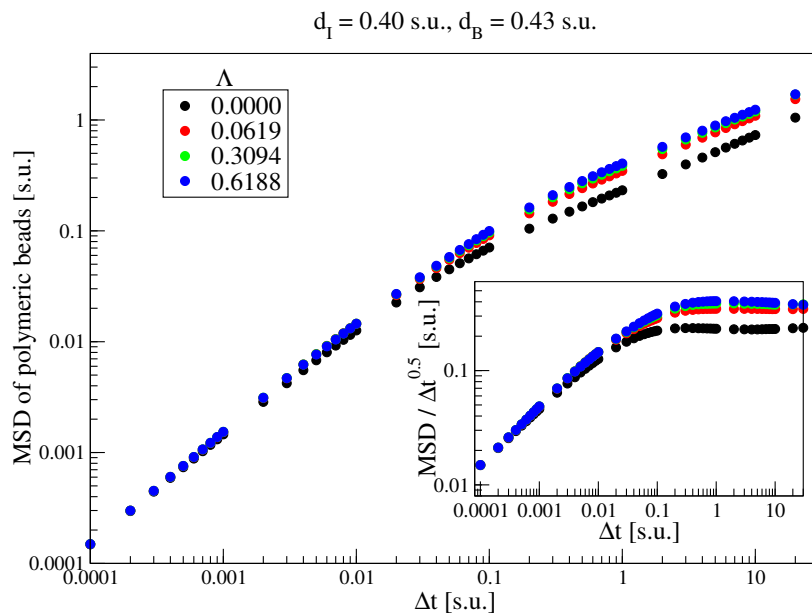 d_I = 0.40 s.u., d_B = 0.43 s.u.
Λ
0.0000
0.0619
0.3094
0.6188
MSD of polymeric beads [s.u.]
1
0.1
0.01
0.001
0.0001
0.0001 0.001 0.01 0.1 1 10
Δt [s.u.]
MSD / Δt^0.5 [s.u.]
0.1
0.01
0.0001 0.001 0.01 0.1 1 10
Δt [s.u.]